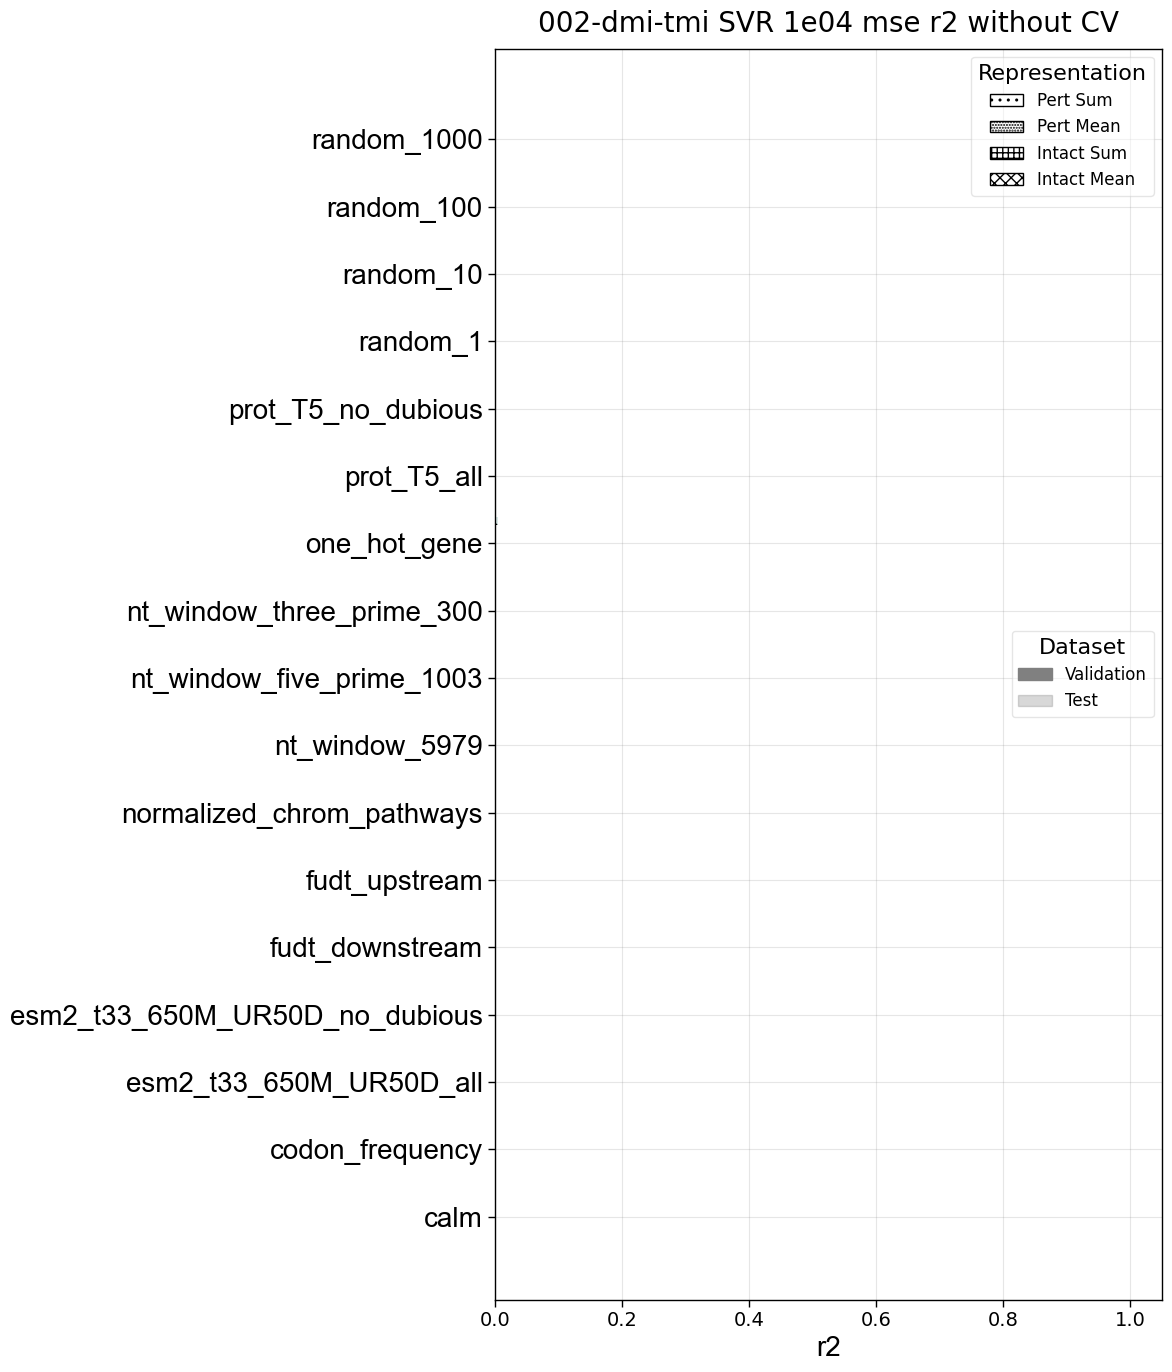 002-dmi-tmi SVR 1e04 mse r2 without CV
Representation
Pert Sum
Pert Mean
Intact Sum
Intact Mean
random_1000
random_100
random_10
random_1
prot_T5_no_dubious
prot_T5_all
one_hot_gene
nt_window_three_prime_300
nt_window_five_prime_1003
nt_window_5979
normalized_chrom_pathways
fudt_upstream
fudt_downstream
esm2_t33_650M_UR50D_no_dubious
esm2_t33_650M_UR50D_all
codon_frequency
calm
Dataset
Validation
Test
0.0 0.2 0.4 0.6 0.8 1.0
r2